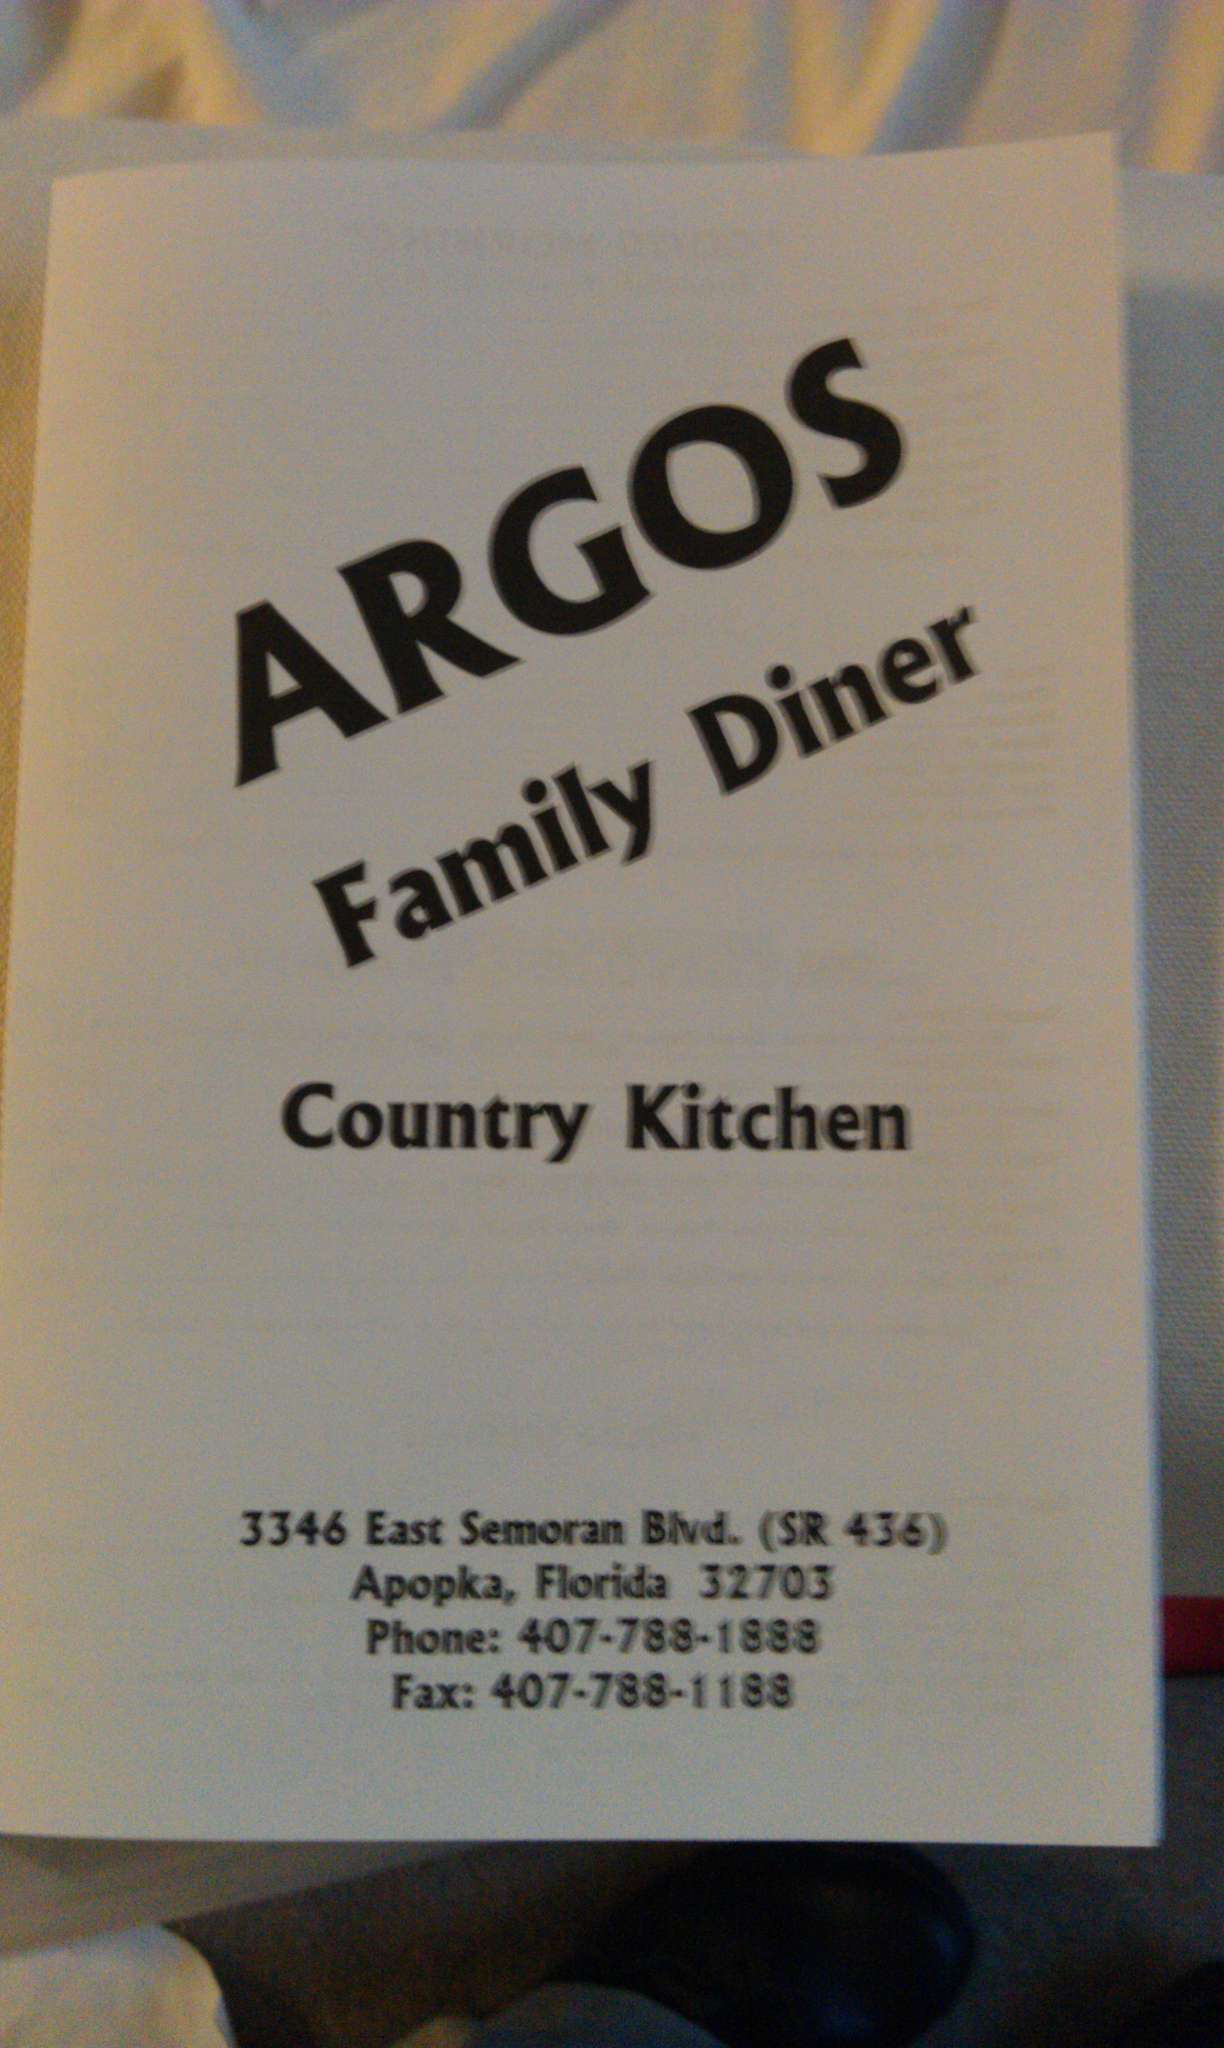 ARGOS
Family Diner
Country Kitchen
3346 East Semoran Blvd. (SR 436)
Apopka, Florida 32703
Phone: 407-788-1888
Fax: 407-788-1188